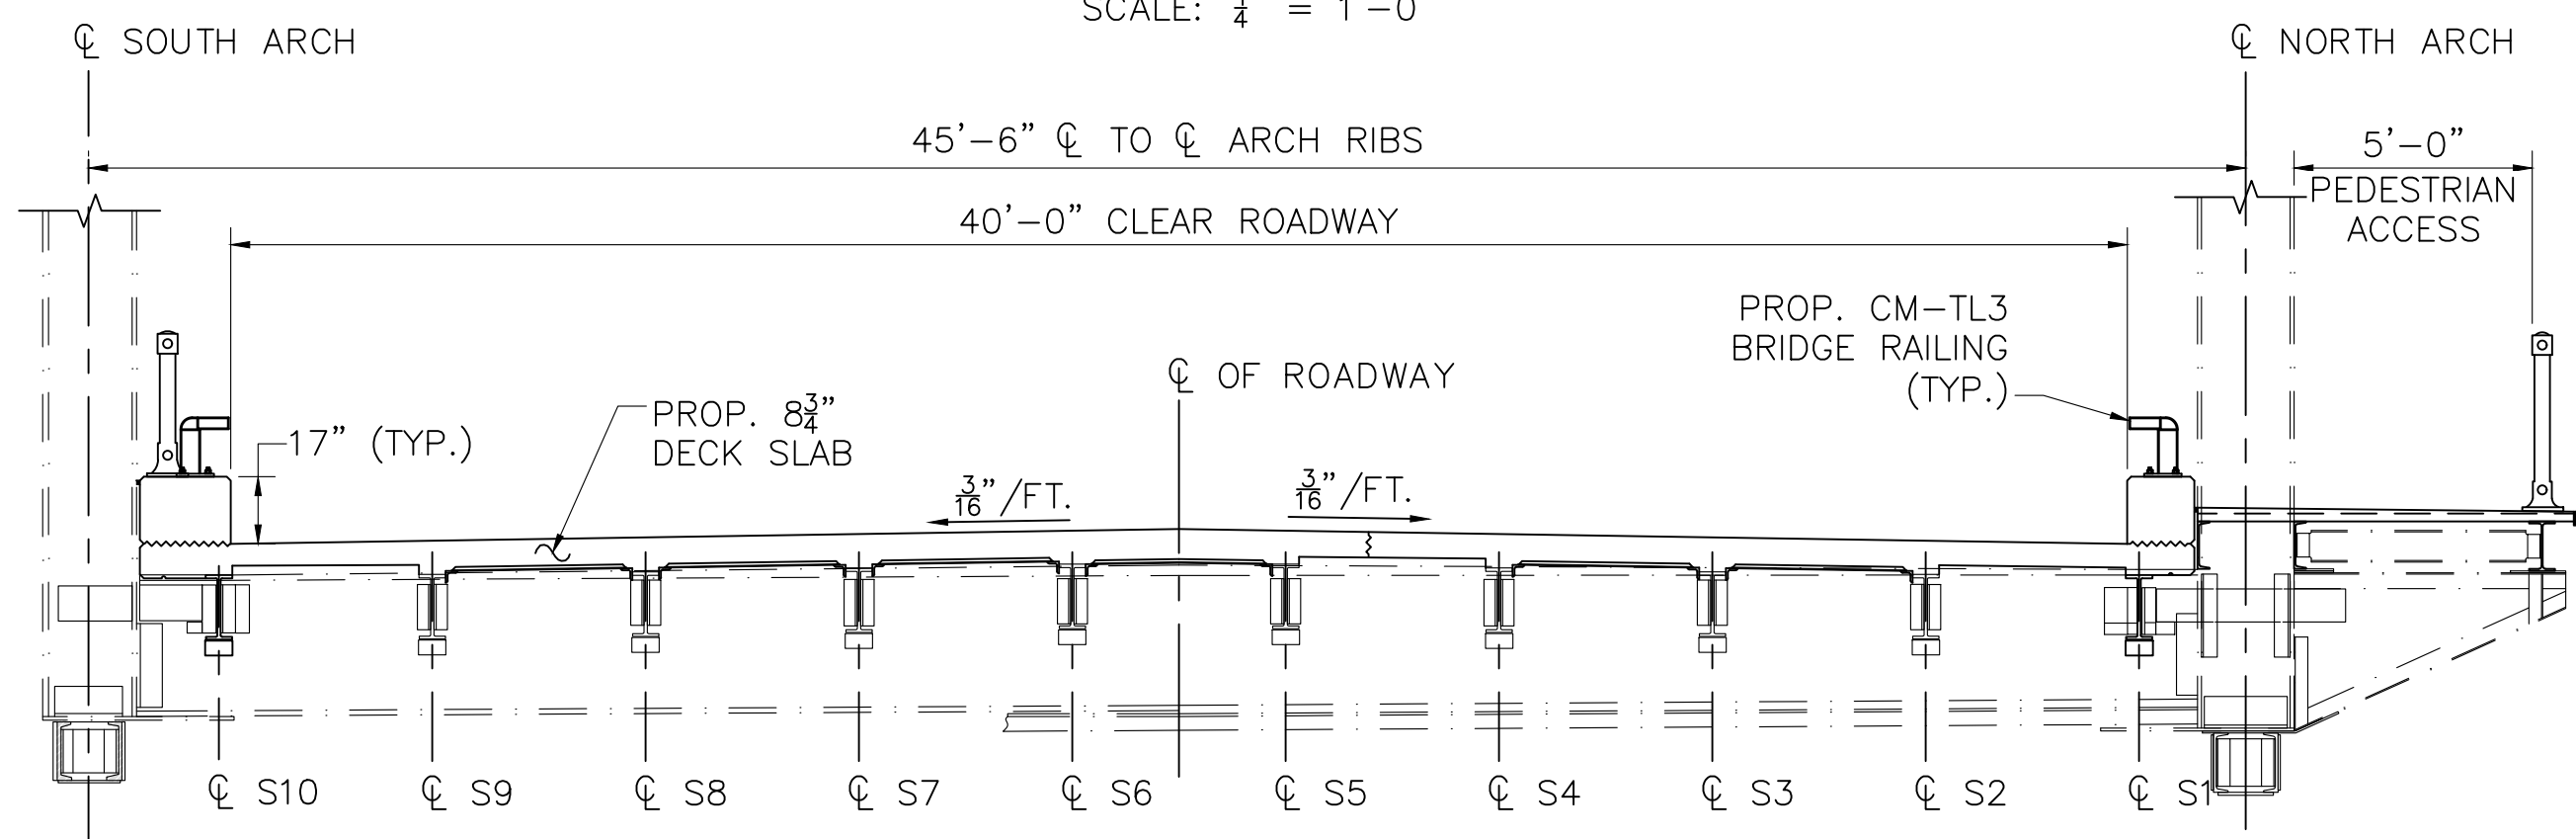 SCALE: 1/4" = 1'-0
℄ SOUTH ARCH
℄ NORTH ARCH
45'-6" ℄ TO ℄ ARCH RIBS
5'-0"
PEDESTRIAN
ACCESS
40'-0" CLEAR ROADWAY
PROP. CM-TL3
BRIDGE RAILING
(TYP.)
℄ OF ROADWAY
PROP. 8 3/4"
DECK SLAB
17" (TYP.)
3/16"/FT.
3/16"/FT.
℄ S10
℄ S9
℄ S8
℄ S7
℄ S6
℄ S5
℄ S4
℄ S3
℄ S2
℄ S1